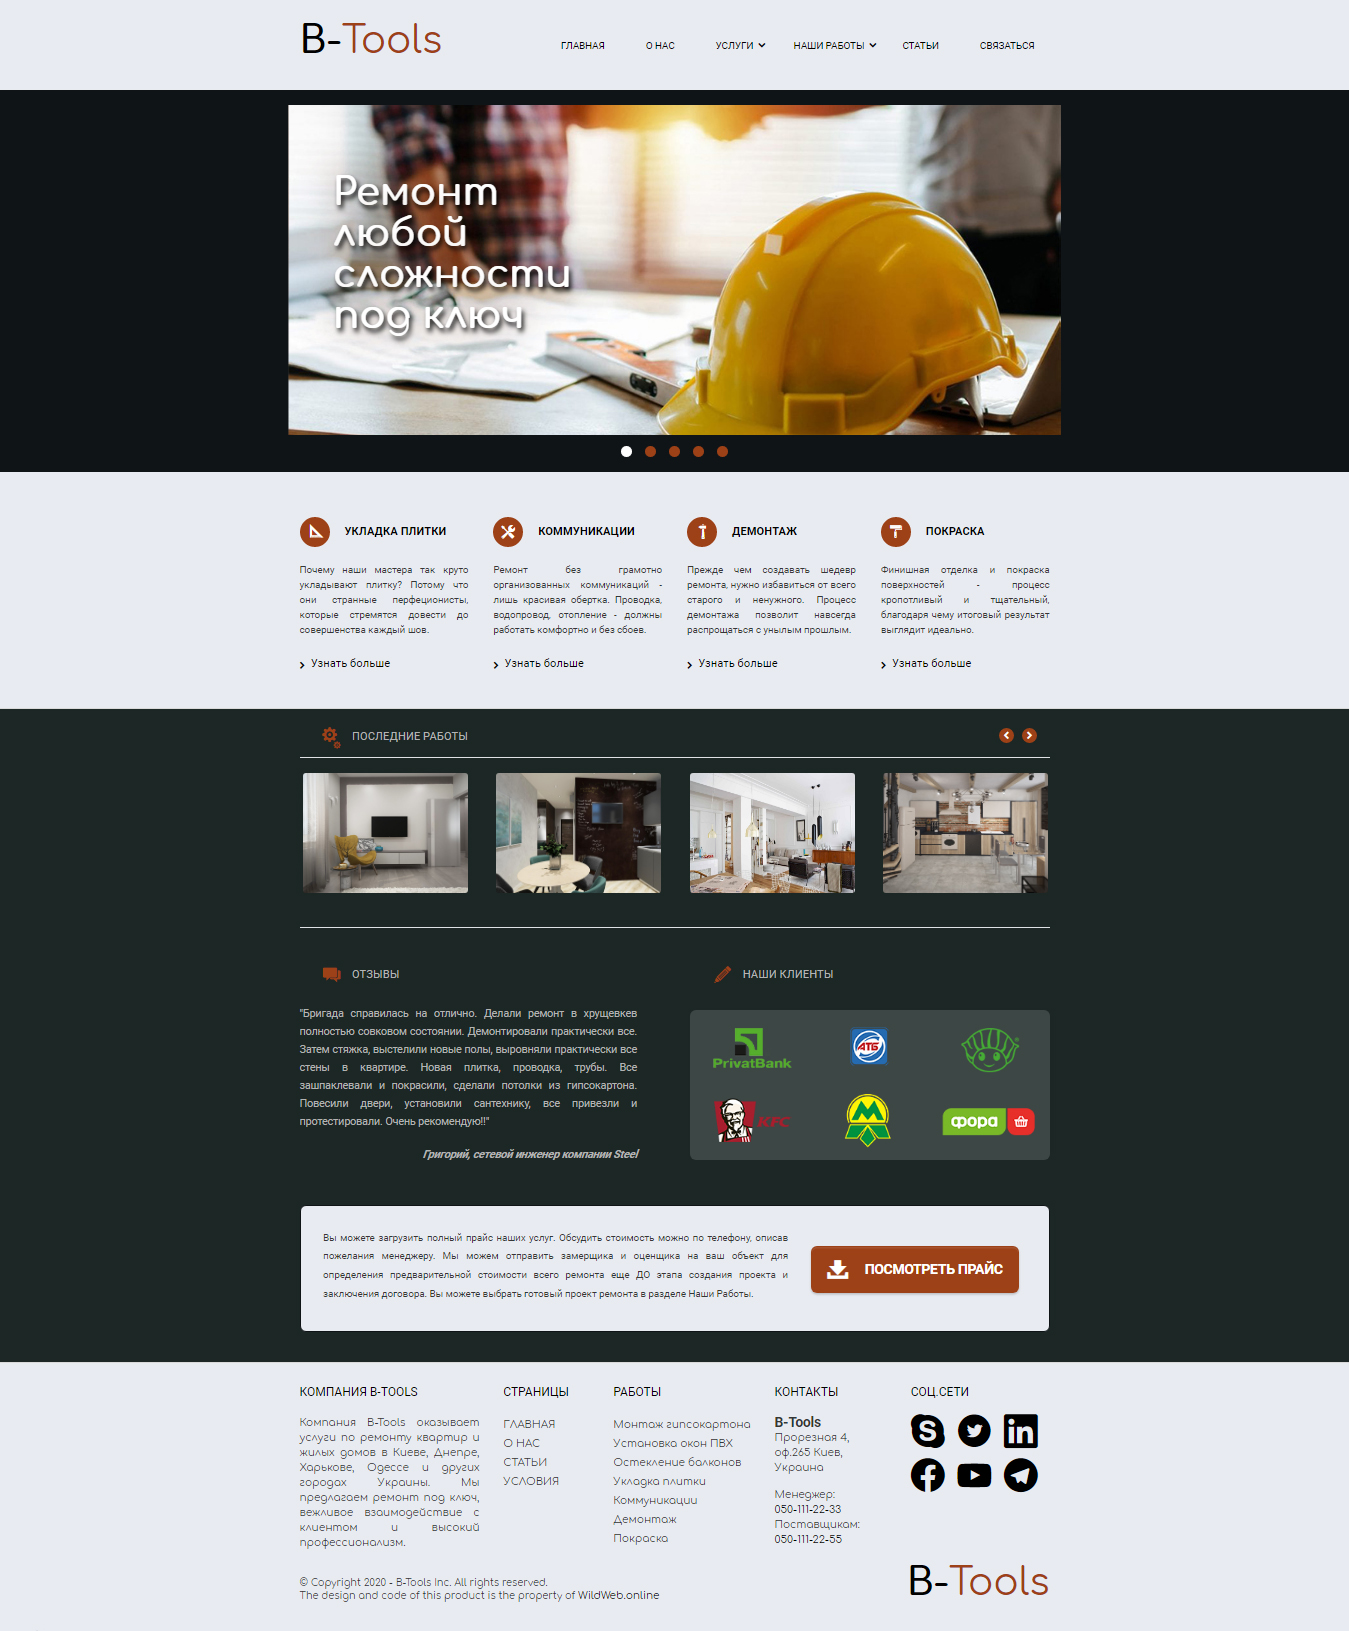 B-Tools
ГЛАВНАЯ О НАС УСЛУГИ НАШИ РАБОТЫ СТАТЬИ СВЯЗАТЬСЯ
Ремонт
любой
сложности
под ключ
УКЛАДКА ПЛИТКИ
Почему наши мастера так круто
укладывают плитку? Потому что
они странные перфеционисты,
которые стремятся довести до
совершенства каждый шов.
Узнать больше
КОММУНИКАЦИИ
Ремонт без грамотно
организованных коммуникаций -
лишь красивая обертка. Проводка,
водопровод, отопление - должны
работать комфортно и без сбоев.
Узнать больше
ДЕМОНТАЖ
Прежде чем создавать шедевр
ремонта, нужно избавиться от всего
старого и ненужного. Процесс
демонтажа позволит навсегда
распрощаться с унылым прошлым.
Узнать больше
ПОКРАСКА
Финишная отделка и покраска
поверхностей - процесс
кропотливый и тщательный,
благодаря чему итоговый результат
выглядит идеально.
Узнать больше
ПОСЛЕДНИЕ РАБОТЫ
ОТЗЫВЫ
"Бригада справилась на отлично. Делали ремонт в хрущевкев
полностью совковом состоянии. Демонтировали практически все.
Затем стяжка, выстелили новые полы, выровняли практически все
стены в квартире. Новая плитка, проводка, трубы. Все
зашпаклевали и покрасили, сделали потолки из гипсокартона.
Повесили двери, установили сантехнику, все привезли и
протестировали. Очень рекомендую!!"
Григорий, сетевой инженер компании Steel
НАШИ КЛИЕНТЫ
PrivatBank
АТБ
KFC
фора
Вы можете загрузить полный прайс наших услуг. Обсудить стоимость можно по телефону, описав
пожелания менеджеру. Мы можем отправить замерщика и оценщика на ваш объект для
определения предварительной стоимости всего ремонта еще ДО этапа создания проекта и
заключения договора. Вы можете выбрать готовый проект ремонта в разделе Наши Работы.
ПОСМОТРЕТЬ ПРАЙС
КОМПАНИЯ B-TOOLS
Компания B-Tools оказывает
услуги по ремонту квартир и
жилых домов в Киеве, Днепре,
Харькове, Одессе и других
городах Украины. Мы
предлагаем ремонт под ключ,
вежливое взаимодействие с
клиентом и высокий
профессионализм.
СТРАНИЦЫ
ГЛАВНАЯ
О НАС
СТАТЬИ
УСЛОВИЯ
РАБОТЫ
Монтаж гипсокартона
Установка окон ПВХ
Остекление балконов
Укладка плитки
Коммуникации
Демонтаж
Покраска
КОНТАКТЫ
B-Tools
Прорезная 4,
оф.265 Киев,
Украина
Менеджер:
050-111-22-33
Поставщикам:
050-111-22-55
СОЦ.СЕТИ
© Copyright 2020 - B-Tools Inc. All rights reserved.
The design and code of this product is the property of WildWeb.online
B-Tools